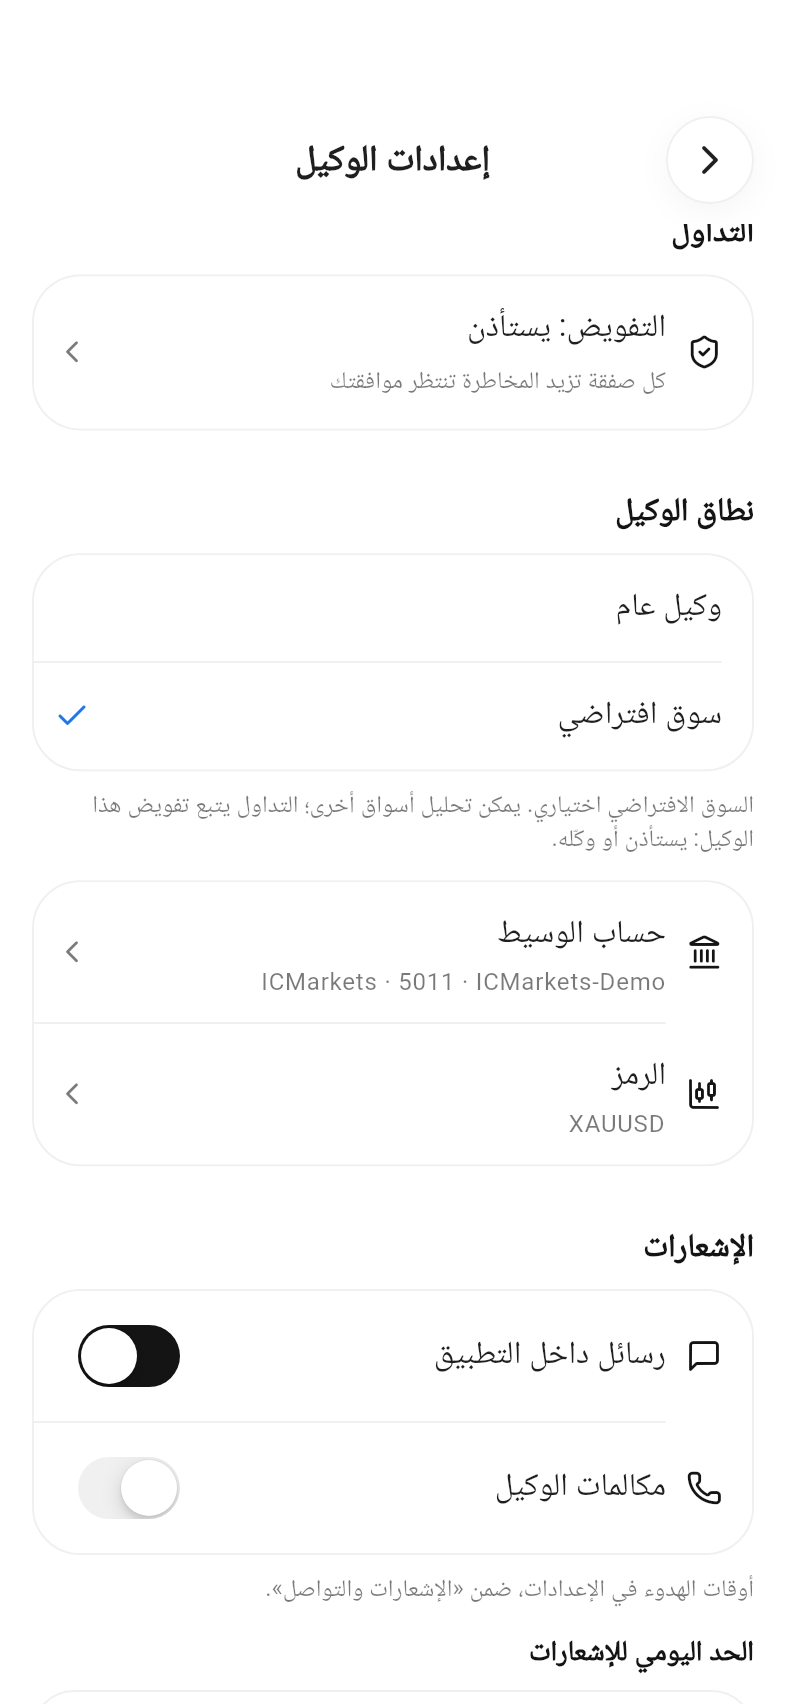 إعدادات الوكيل
التداول
التفويض: يستأذن
كل صفقة تزيد المخاطرة تنتظر موافقتك
نطاق الوكيل
وكيل عام
سوق افتراضي
السوق الافتراضي اختياري. يمكن تحليل أسواق أخرى؛ التداول يتبع تفويض هذا
الوكيل: يستأذن أو وكّله.
حساب الوسيط
ICMarkets · 5011 · ICMarkets-Demo
الرمز
XAUUSD
الإشعارات
رسائل داخل التطبيق
مكالمات الوكيل
أوقات الهدوء في الإعدادات، ضمن «الإشعارات والتواصل».
الحد اليومي للإشعارات